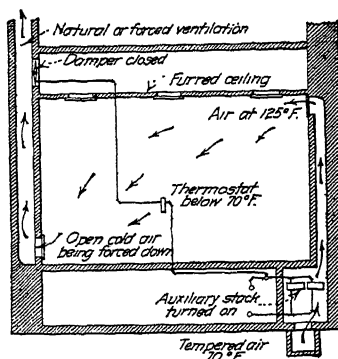 Natural or forced ventilation
Damper closed
Furred ceiling
Air at 125°F.
Thermostat
below 70°F.
Open cold air
being forced down
Auxiliary stack
turned on
Tempered air
70°F.